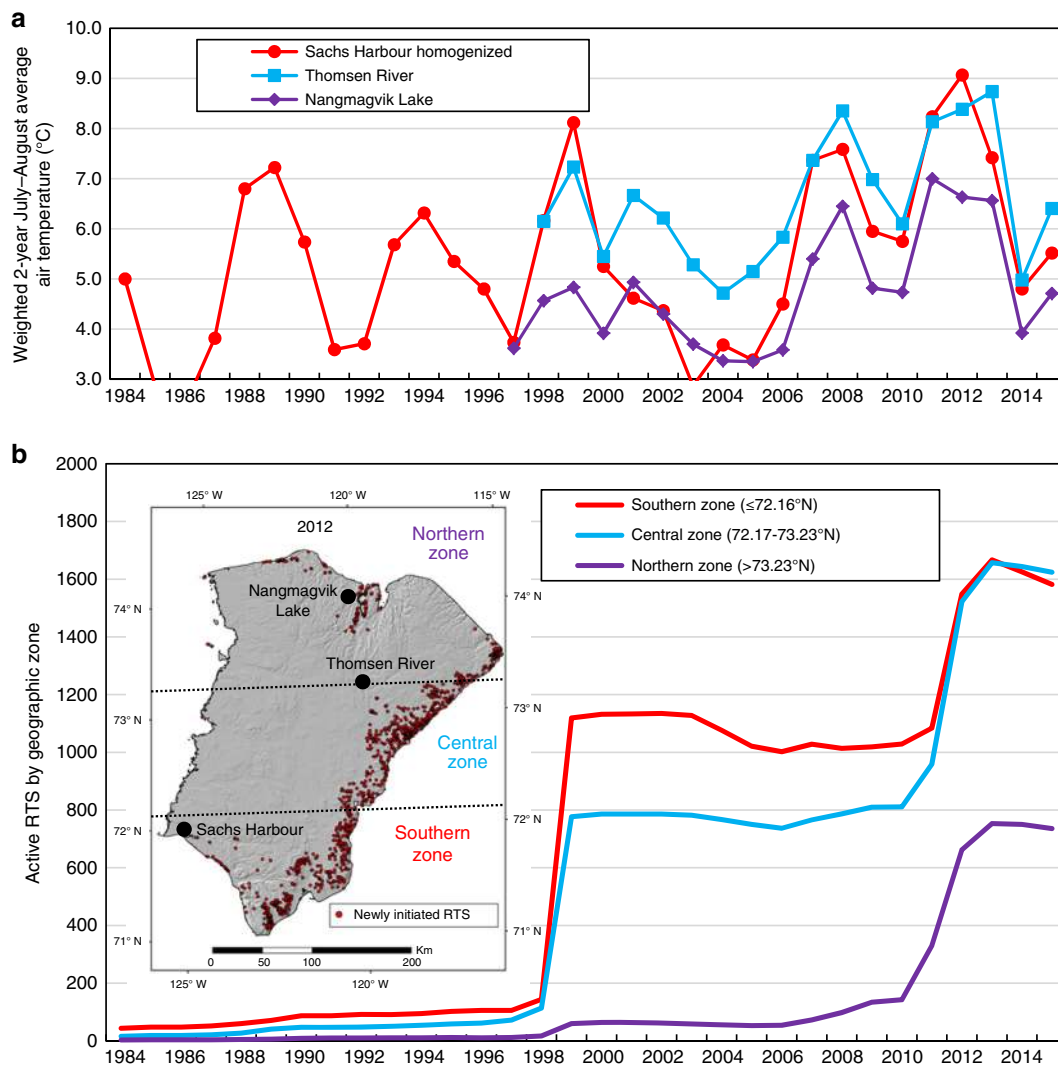 a
Weighted 2-year July–August average
air temperature (°C)
10.0
9.0
8.0
7.0
6.0
5.0
4.0
3.0
Sachs Harbour homogenized
Thomsen River
Nangmagvik Lake
1984 1986 1988 1990 1992 1994 1996 1998 2000 2002 2004 2006 2008 2010 2012 2014
b
Active RTS by geographic zone
2000
1800
1600
1400
1200
1000
800
600
400
200
0
Southern zone (≤72.16°N)
Central zone (72.17-73.23°N)
Northern zone (>73.23°N)
125° W 120° W 115° W
2012
Northern
zone
Nangmagvik
Lake
74° N 74° N
Thomsen River
73° N 73° N
Central
zone
72° N 72° N
Sachs Harbour
Southern
zone
Newly initiated RTS
71° N 71° N
Km
0 50 100 200
125° W 120° W
1984 1986 1988 1990 1992 1994 1996 1998 2000 2002 2004 2006 2008 2010 2012 2014